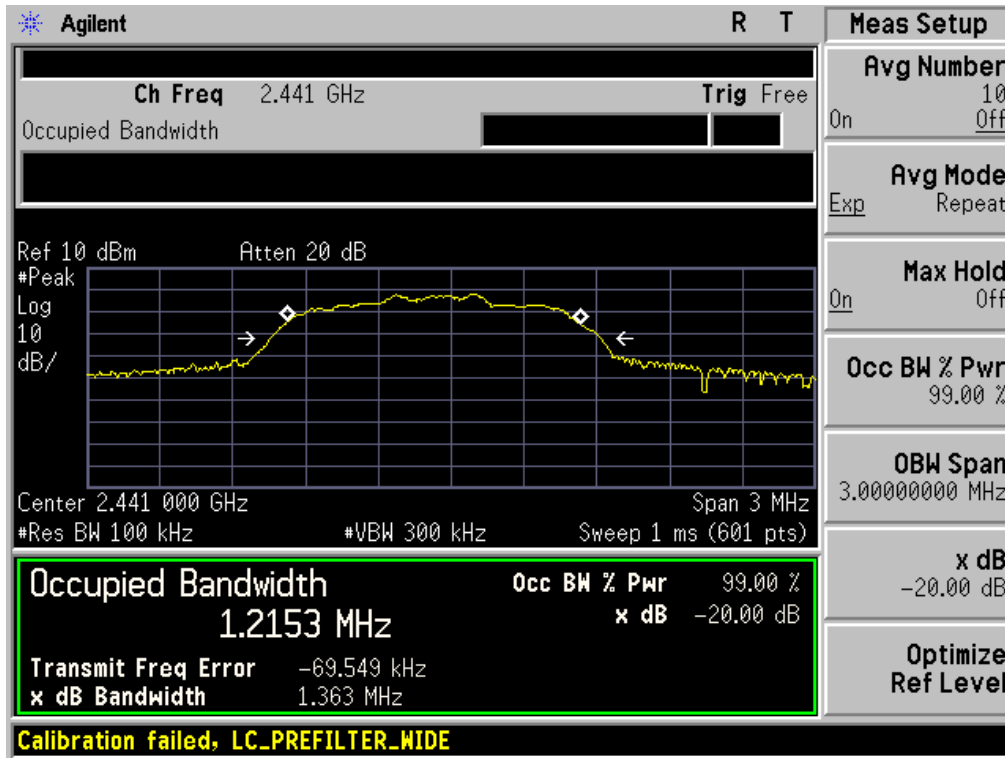 Agilent R T
Ch Freq 2.441 GHz Trig Free
Occupied Bandwidth
Ref 10 dBm Atten 20 dB
#Peak
Log
10
dB/
Center 2.441 000 GHz Span 3 MHz
#Res BW 100 kHz #VBW 300 kHz Sweep 1 ms (601 pts)
Occupied Bandwidth Occ BW % Pwr 99.00 %
1.2153 MHz x dB -20.00 dB
Transmit Freq Error -69.549 kHz
x dB Bandwidth 1.363 MHz
Calibration failed, LC_PREFILTER_WIDE
Meas Setup
Avg Number
10
On Off
Avg Mode
Exp Repeat
Max Hold
On Off
Occ BW % Pwr
99.00 %
OBW Span
3.00000000 MHz
x dB
-20.00 dB
Optimize
Ref Level